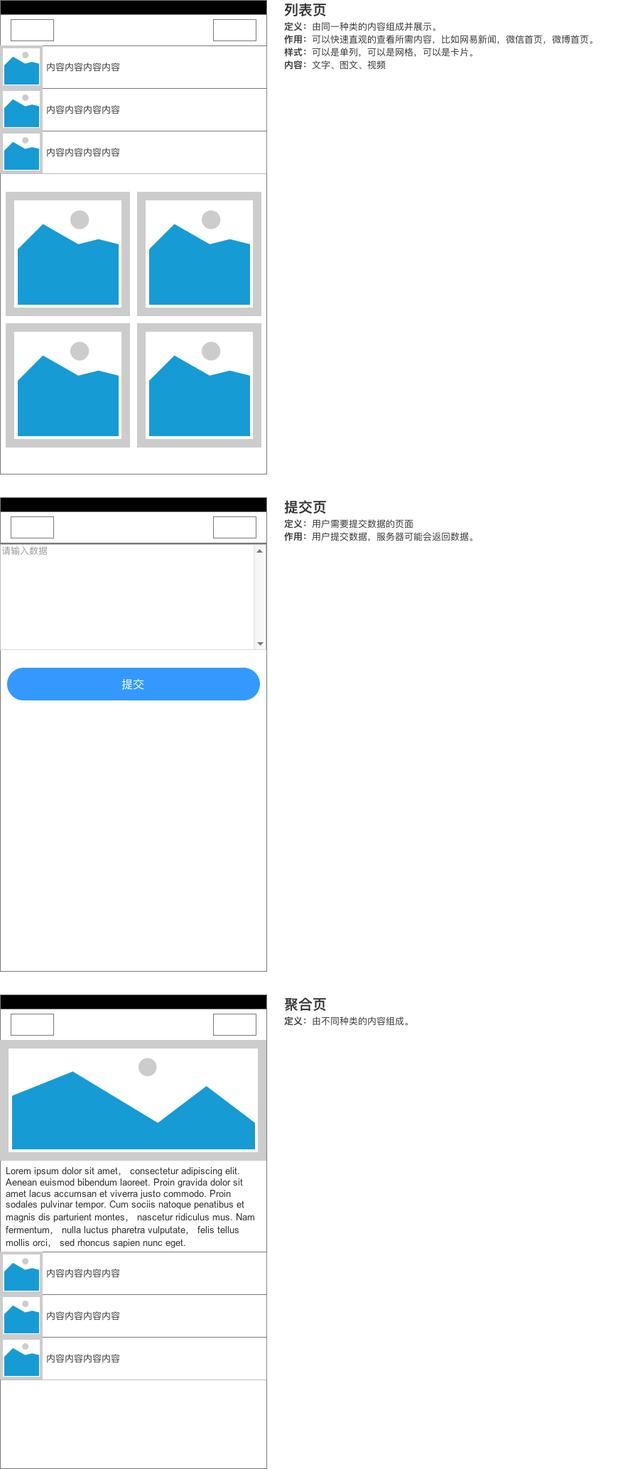 列表页
定义：由同一种类的内容组成并展示。
作用：可以快速直观的查看所需内容，比如网易新闻，微信首页，微博首页。
样式：可以是单列，可以是网格，可以是卡片。
内容：文字、图文、视频
内容内容内容内容
内容内容内容内容
内容内容内容内容
提交页
定义：用户需要提交数据的页面
作用：用户提交数据，服务器可能会返回数据。
请输入数据
提交
聚合页
定义：由不同种类的内容组成。
Lorem ipsum dolor sit amet， consectetur adipiscing elit.
Aenean euismod bibendum laoreet. Proin gravida dolor sit
amet lacus accumsan et viverra justo commodo. Proin
sodales pulvinar tempor. Cum sociis natoque penatibus et
magnis dis parturient montes， nascetur ridiculus mus. Nam
fermentum， nulla luctus pharetra vulputate， felis tellus
mollis orci， sed rhoncus sapien nunc eget.
内容内容内容内容
内容内容内容内容
内容内容内容内容